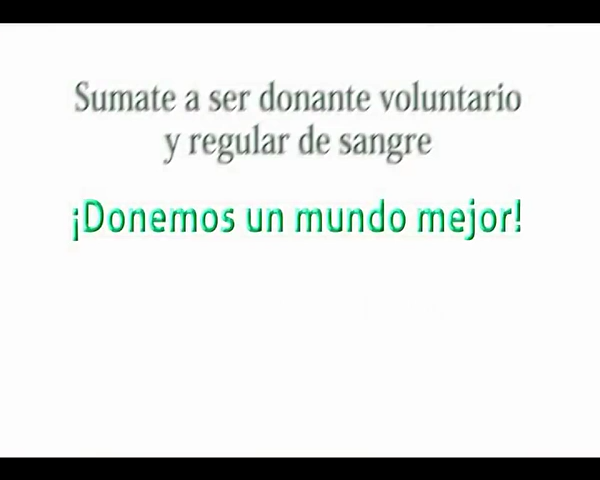 Sumate a ser donante voluntario
y regular de sangre
¡Donemos un mundo mejor!